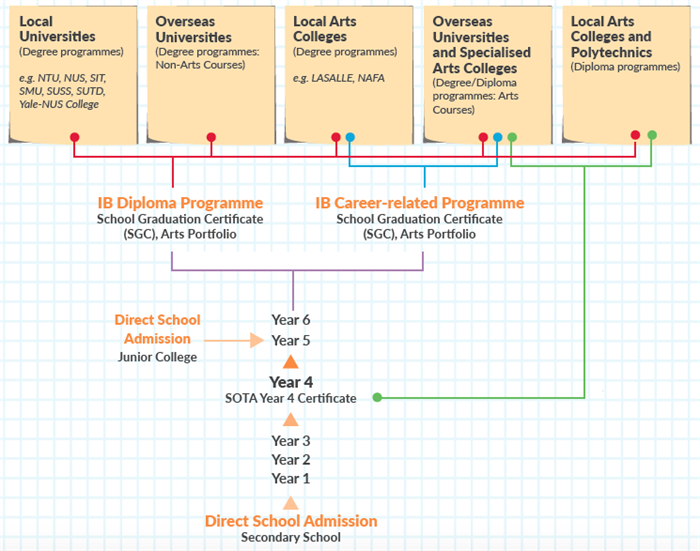 Local
Universities
(Degree programmes)
e.g. NTU, NUS, SIT,
SMU, SUSS, SUTD,
Yale-NUS College
Overseas
Universities
(Degree programmes:
Non-Arts Courses)
Local Arts
Colleges
(Degree programmes)
e.g. LASALLE, NAFA
Overseas
Universities
and Specialised
Arts Colleges
(Degree/Diploma
programmes: Arts
Courses)
Local Arts
Colleges and
Polytechnics
(Diploma programmes)
IB Diploma Programme
School Graduation Certificate
(SGC), Arts Portfolio
IB Career-related Programme
School Graduation Certificate
(SGC), Arts Portfolio
Year 6
Direct School
Admission
Junior College
Year 5
Year 4
SOTA Year 4 Certificate
Year 3
Year 2
Year 1
Direct School Admission
Secondary School